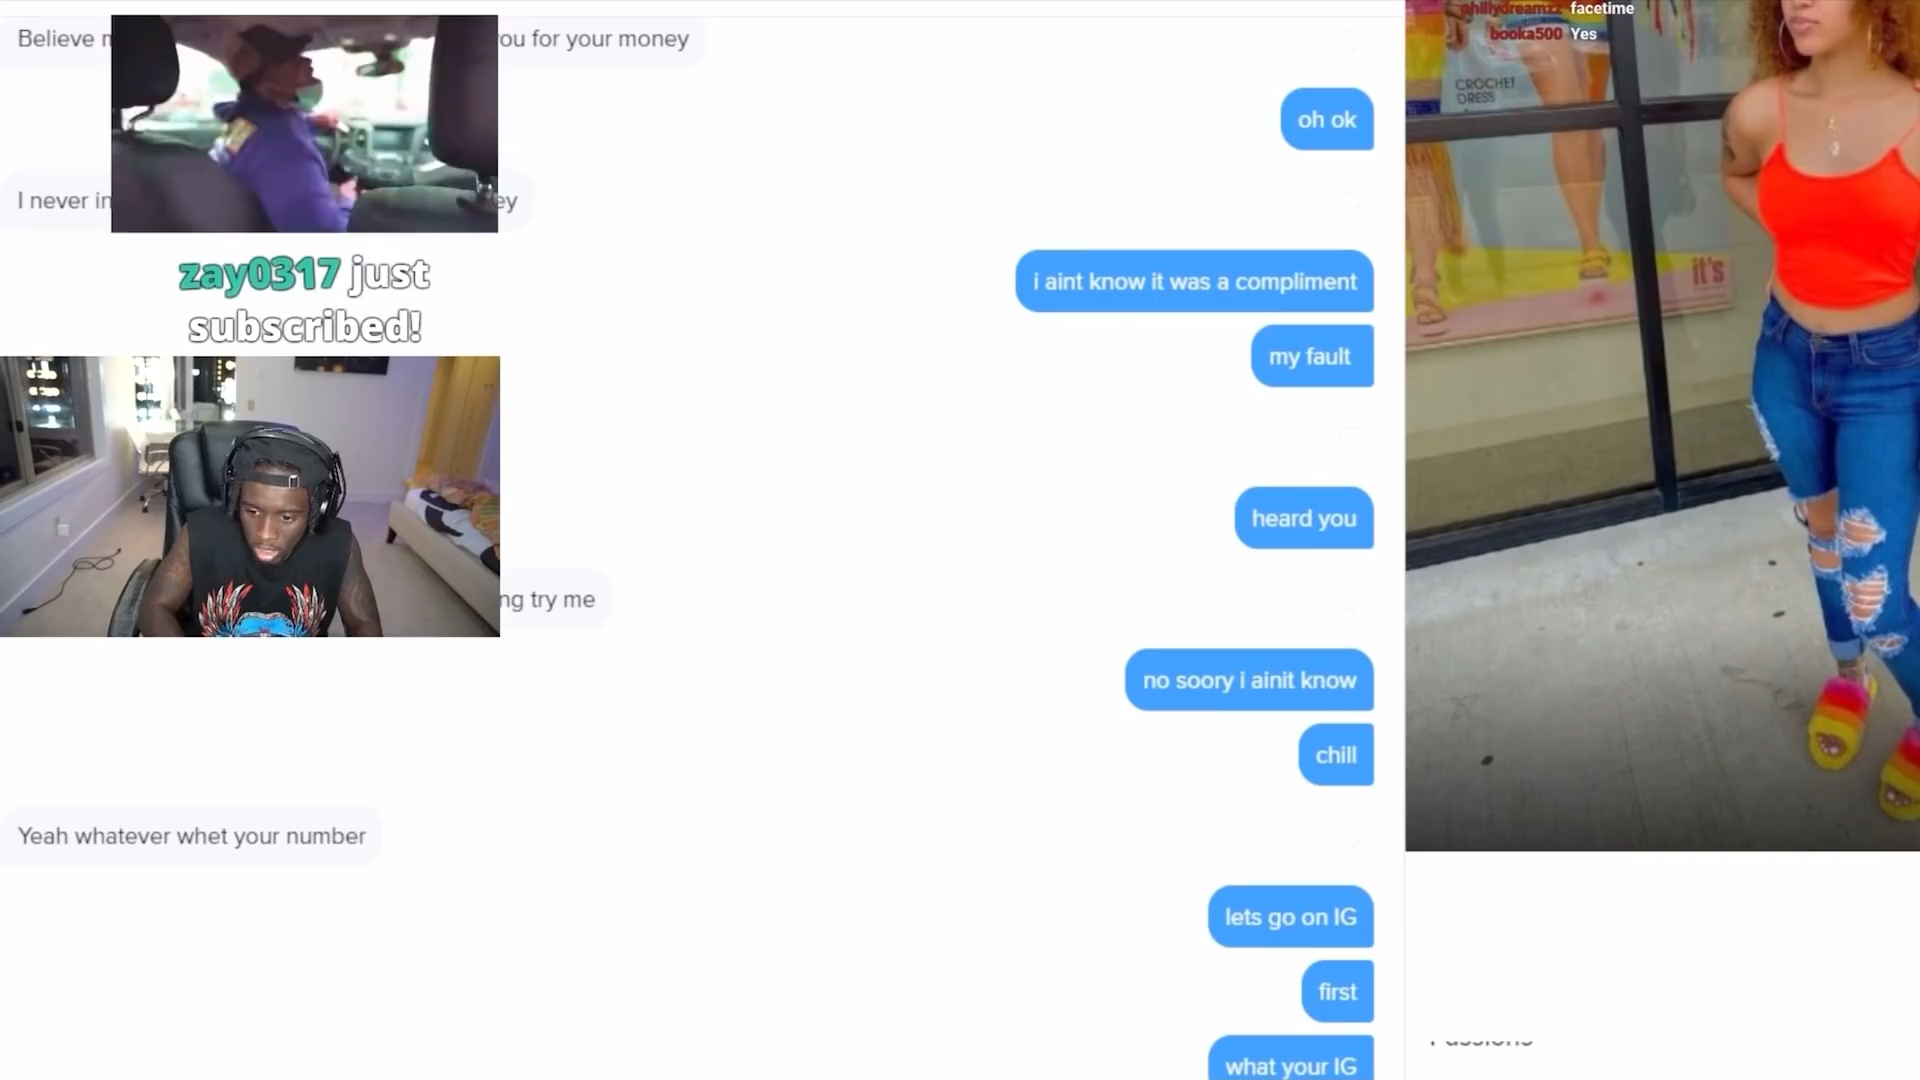 phillydreamzz facetime
booka500 Yes
Believe
ou for your money
oh ok
I never in
ey
i aint know it was a compliment
my fault
zay0317 just
subscribed!
heard you
ng try me
no soory i ainit know
chill
Yeah whatever whet your number
lets go on IG
first
what your IG
CROCHET
DRESS
it's